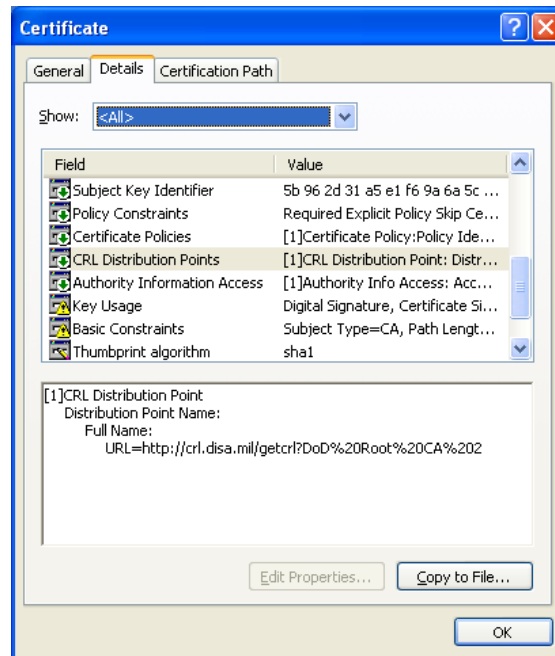 Certificate
General Details Certification Path
Show: <All>
Field Value
Subject Key Identifier 5b 96 2d 31 a5 e1 f6 9a 6a 5c ...
Policy Constraints Required Explicit Policy Skip Ce...
Certificate Policies [1]Certificate Policy:Policy Ide...
CRL Distribution Points [1]CRL Distribution Point: Distr...
Authority Information Access [1]Authority Info Access: Acc...
Key Usage Digital Signature, Certificate Si...
Basic Constraints Subject Type=CA, Path Lengt...
Thumbprint algorithm sha1
[1]CRL Distribution Point
Distribution Point Name:
Full Name:
URL=http://crl.disa.mil/getcrl?DoD%20Root%20CA%202
Edit Properties... Copy to File...
OK